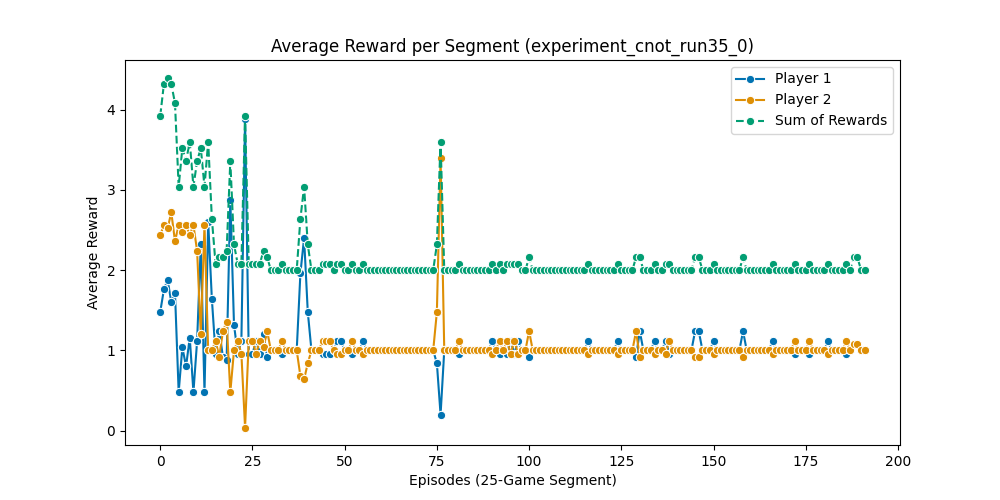 Average Reward per Segment (experiment_cnot_run35_0)
Player 1
Player 2
Sum of Rewards
Average Reward
4
3
2
1
0
0 25 50 75 100 125 150 175 200
Episodes (25-Game Segment)